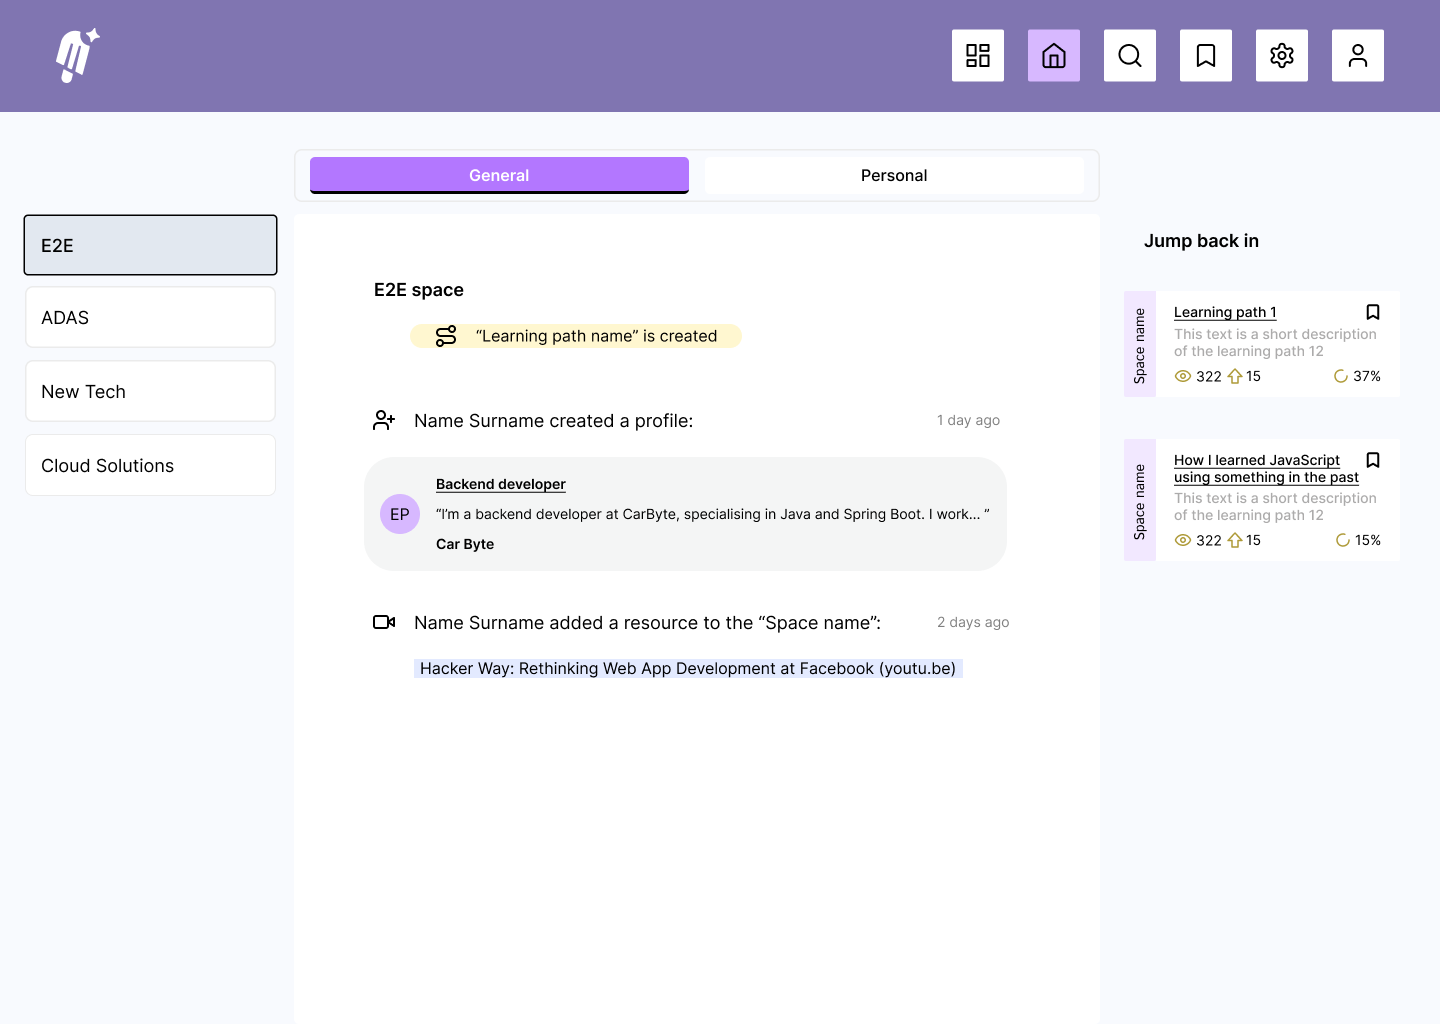 General
Personal
E2E
ADAS
New Tech
Cloud Solutions
E2E space
“Learning path name” is created
Name Surname created a profile:
1 day ago
EP
Backend developer
“I’m a backend developer at CarByte, specialising in Java and Spring Boot. I work... ”
Car Byte
Name Surname added a resource to the “Space name”:
2 days ago
Hacker Way: Rethinking Web App Development at Facebook (youtu.be)
Jump back in
Space name
Learning path 1
This text is a short description
of the learning path 12
322 15 37%
Space name
How I learned JavaScript
using something in the past
This text is a short description
of the learning path 12
322 15 15%